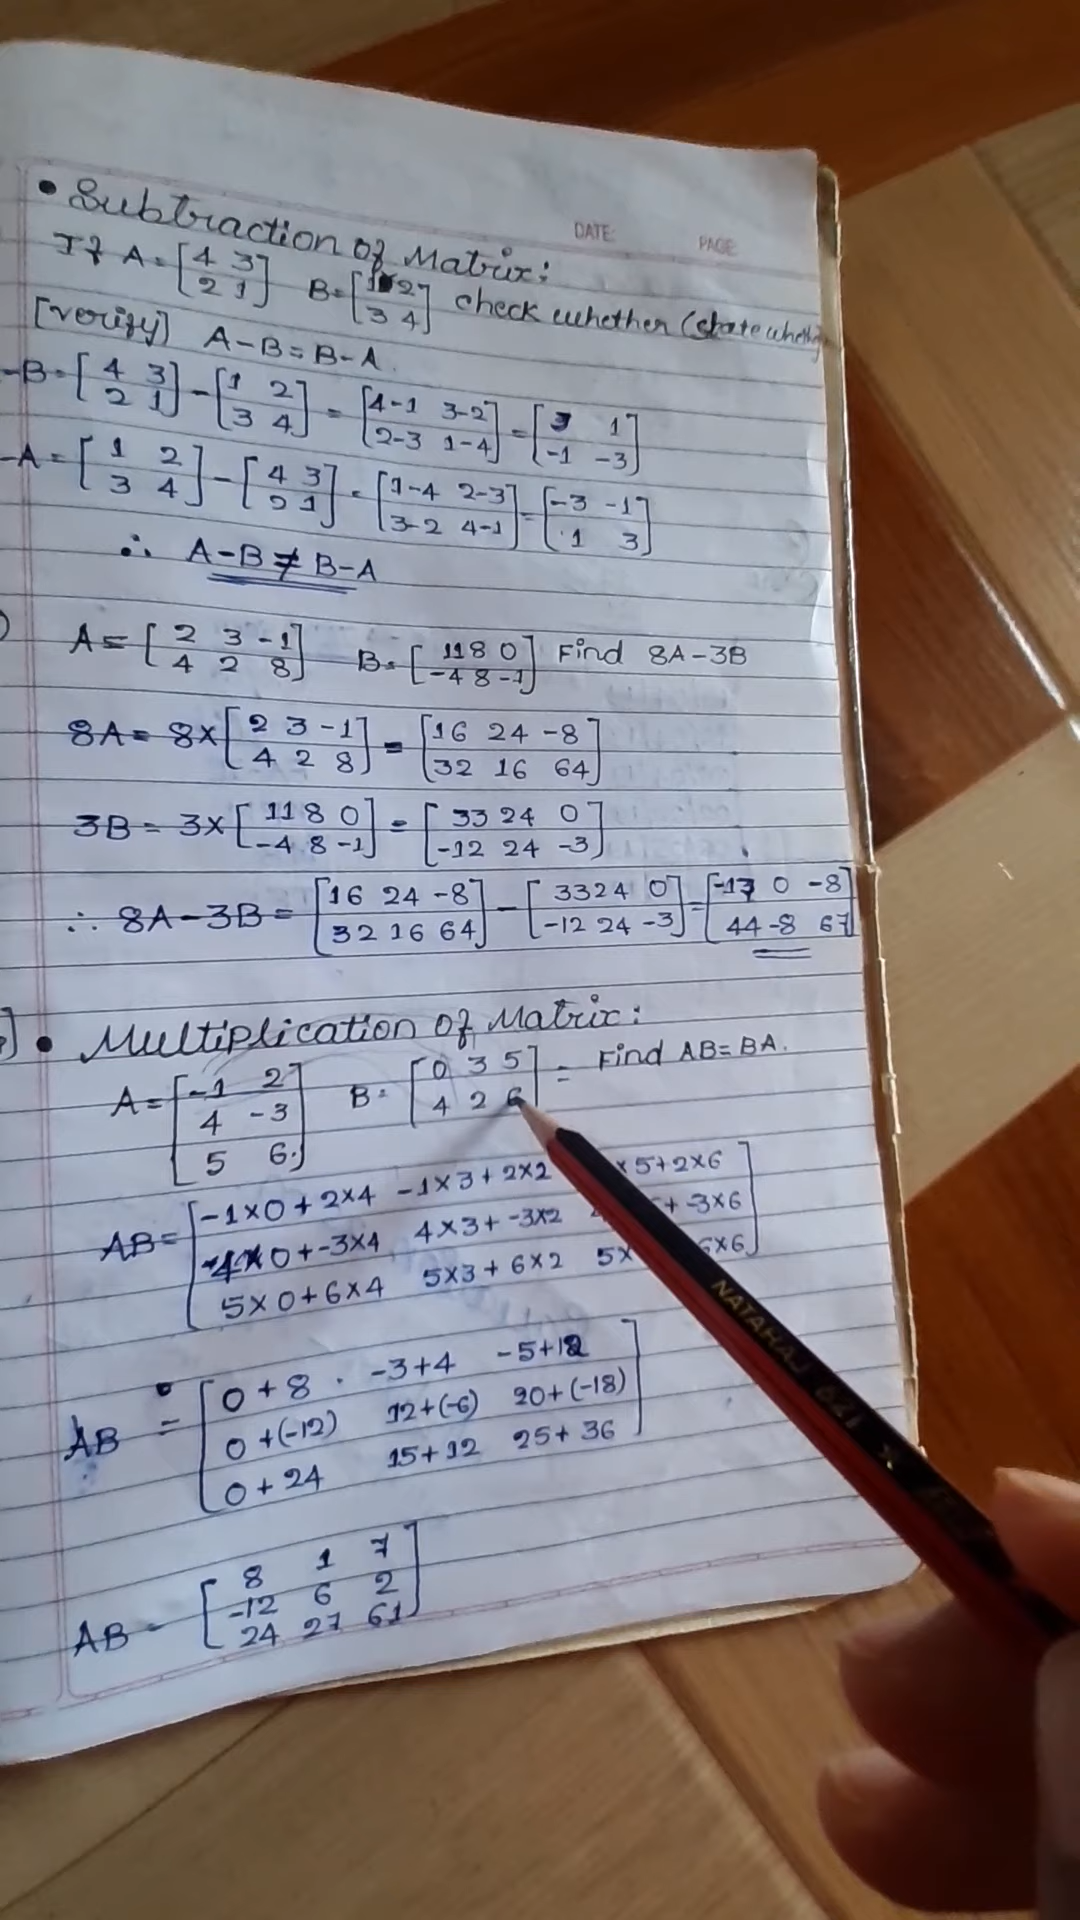 • Subtraction of Matrix:
DATE:
PAGE:
If A=[4 3
2 1] B=[1 2
3 4] check whether (state whether
[verify] A-B=B-A.
-B=[4 3
2 1]-[1 2
3 4]=[4-1 3-2
2-3 1-4]=[3 1
-1 -3]
-A=[1 2
3 4]-[4 3
2 1]=[1-4 2-3
3-2 4-1]=[-3 -1
1 3]
∴ A-B≠B-A
A=[2 3 -1
4 2 8] B=[11 8 0
-4 8 -1] Find 8A-3B
8A=8×[2 3 -1
4 2 8]=[16 24 -8
32 16 64]
3B=3×[11 8 0
-4 8 -1]=[33 24 0
-12 24 -3]
∴ 8A-3B=[16 24 -8
32 16 64]-[33 24 0
-12 24 -3]=[-17 0 -8
44 -8 67]
] • Multiplication of Matrix:
A=[-1 2
4 -3
5 6.] B=[0 3 5
4 2 6]= Find AB=BA.
AB=[-1×0+2×4 -1×3+2×2 ×5+2×6
4×0+-3×4 4×3+-3×2 +-3×6
5×0+6×4 5×3+6×2 5× 6×6]
AB=[0+8 -3+4 -5+12
0+(-12) 12+(-6) 20+(-18)
0+24 15+12 25+36]
AB=[8 1 7
-12 6 2
24 27 61]
NATARAJ 621